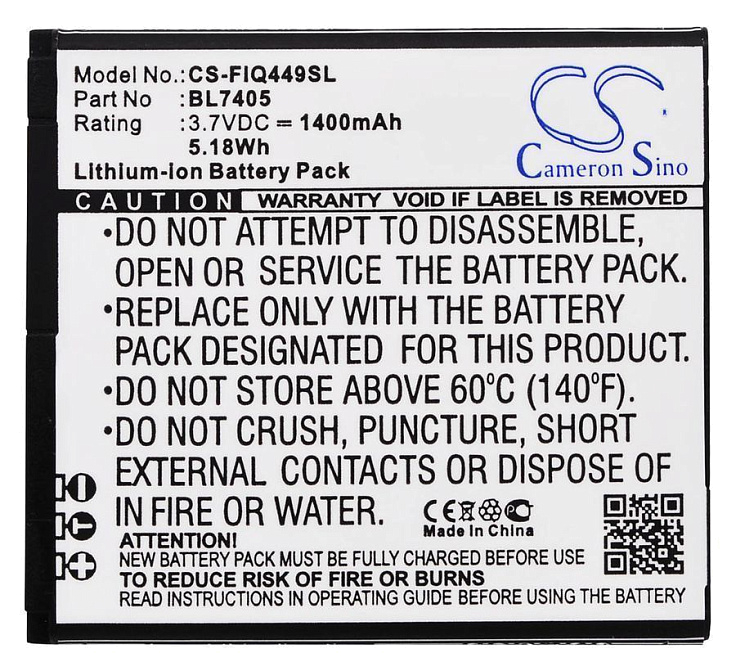 Model No.: CS-FIQ449SL
Part No : BL7405
Rating : 3.7VDC = 1400mAh
5.18Wh
Lithium-Ion Battery Pack
CS
Cameron Sino
CAUTION WARRANTY VOID IF LABEL IS REMOVED
•DO NOT ATTEMPT TO DISASSEMBLE,
OPEN OR SERVICE THE BATTERY PACK.
•REPLACE ONLY WITH THE BATTERY
PACK DESIGNATED FOR THIS PRODUCT.
•DO NOT STORE ABOVE 60°C (140°F).
•DO NOT CRUSH, PUNCTURE, SHORT
EXTERNAL CONTACTS OR DISPOSE OF
IN FIRE OR WATER.
CE
Made In China
T
ATTENTION:
NEW BATTERY PACK MUST BE FULLY CHARGED BEFORE USE
TO REDUCE RISK OF FIRE OR BURNS
READ INSTRUCTIONS IN OPERATING GUIDE BEFORE USING THE BATTERY